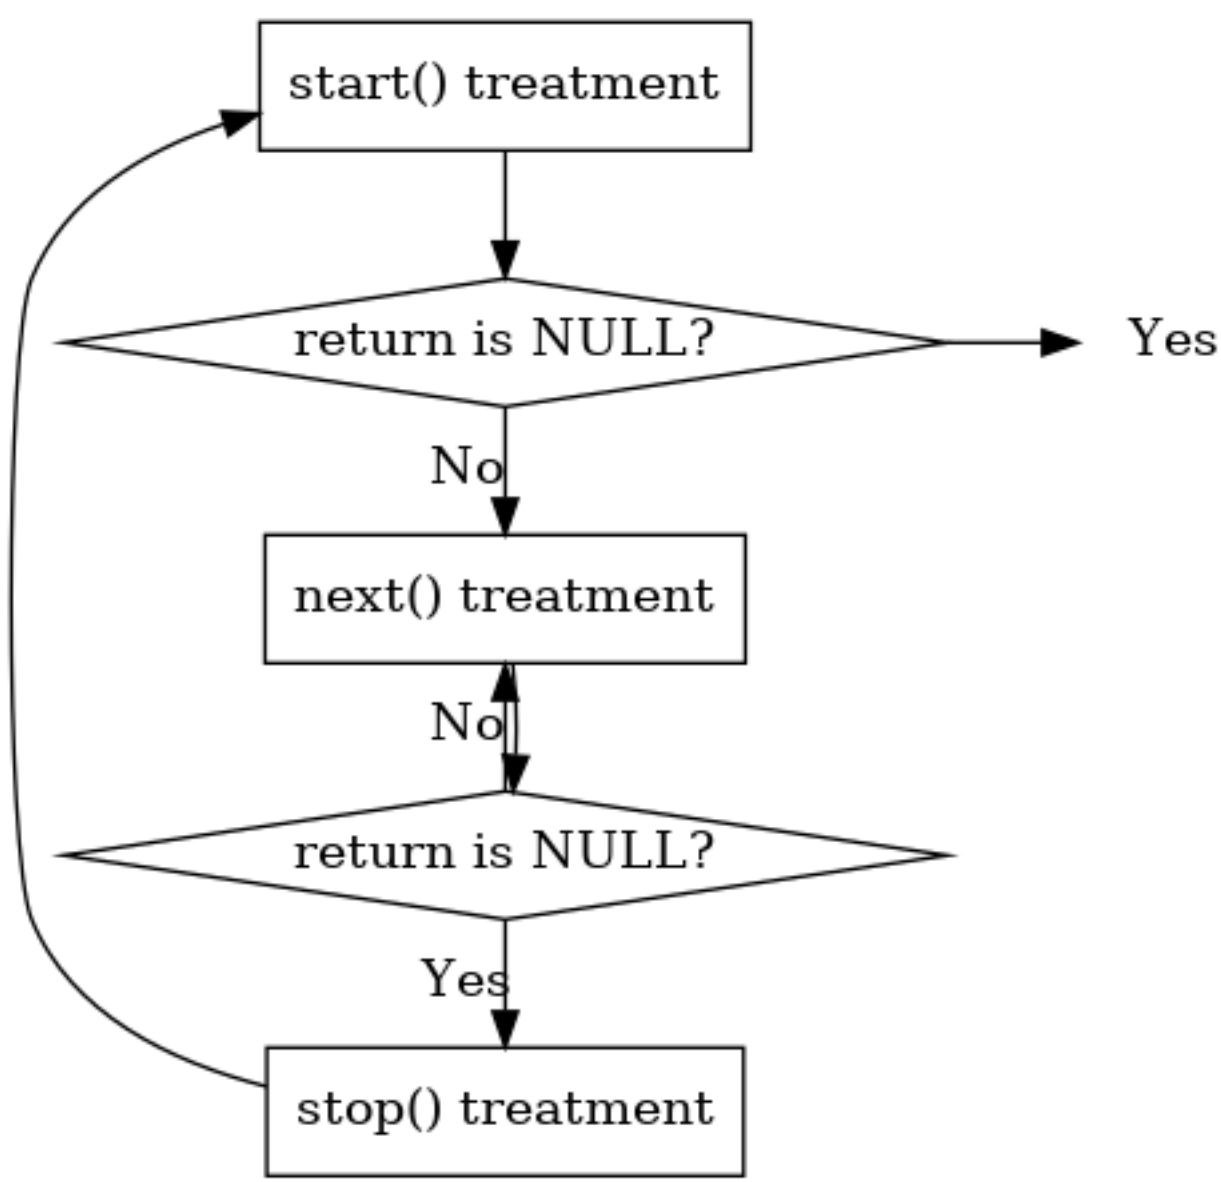 start() treatment
return is NULL?
Yes
No
next() treatment
No
return is NULL?
Yes
stop() treatment